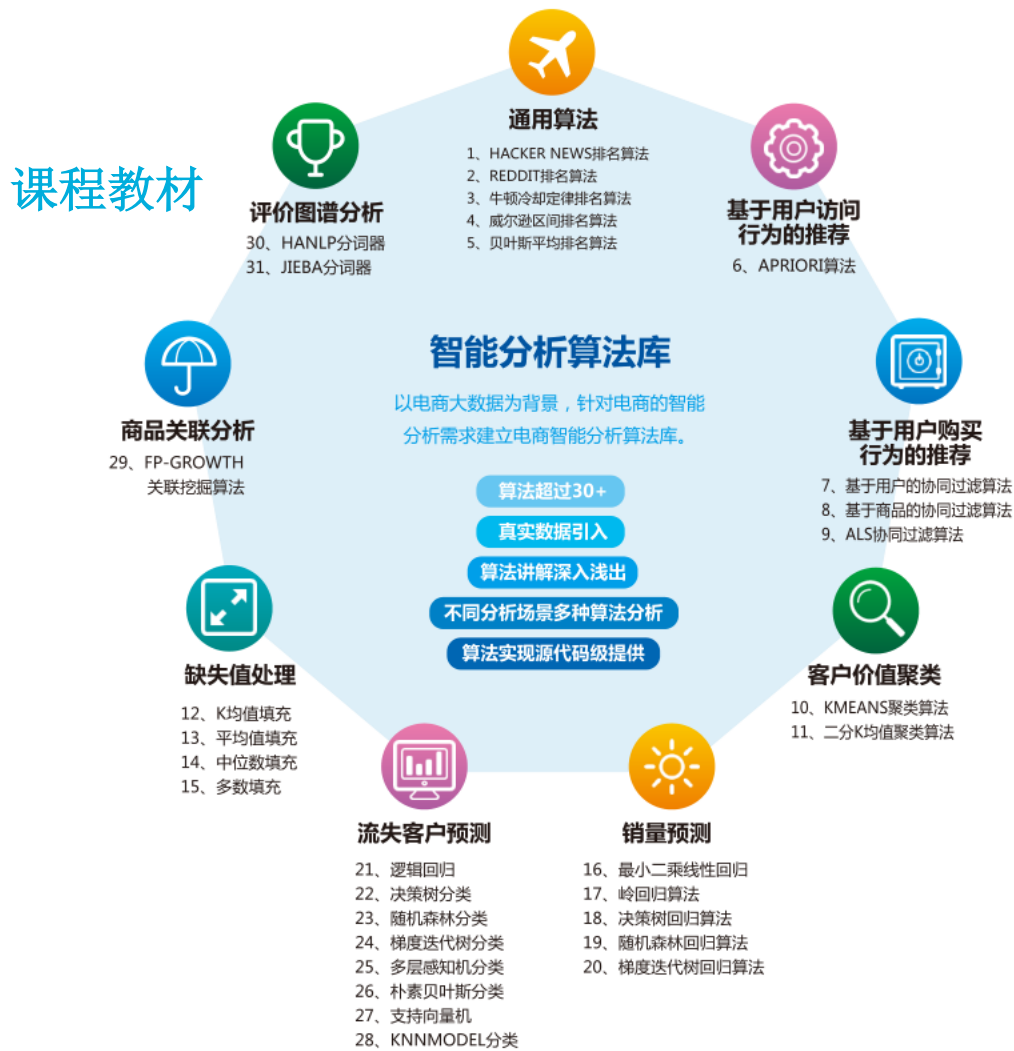 课程教材
通用算法
1、HACKER NEWS排名算法
2、REDDIT排名算法
3、牛顿冷却定律排名算法
4、威尔逊区间排名算法
5、贝叶斯平均排名算法
基于用户访问
行为的推荐
6、APRIORI算法
基于用户购买
行为的推荐
7、基于用户的协同过滤算法
8、基于商品的协同过滤算法
9、ALS协同过滤算法
客户价值聚类
10、KMEANS聚类算法
11、二分K均值聚类算法
缺失值处理
12、K均值填充
13、平均值填充
14、中位数填充
15、多数填充
销量预测
16、最小二乘线性回归
17、岭回归算法
18、决策树回归算法
19、随机森林回归算法
20、梯度迭代树回归算法
流失客户预测
21、逻辑回归
22、决策树分类
23、随机森林分类
24、梯度迭代树分类
25、多层感知机分类
26、朴素贝叶斯分类
27、支持向量机
28、KNNMODEL分类
商品关联分析
29、FP-GROWTH
关联挖掘算法
评价图谱分析
30、HANLP分词器
31、JIEBA分词器
智能分析算法库
以电商大数据为背景，针对电商的智能
分析需求建立电商智能分析算法库。
算法超过30+
真实数据引入
算法讲解深入浅出
不同分析场景多种算法分析
算法实现源代码级提供